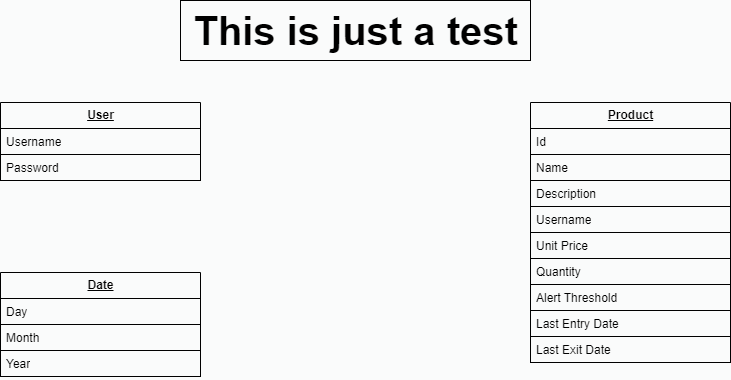 This is just a test
User
Username
Password
Date
Day
Month
Year
Product
Id
Name
Description
Username
Unit Price
Quantity
Alert Threshold
Last Entry Date
Last Exit Date